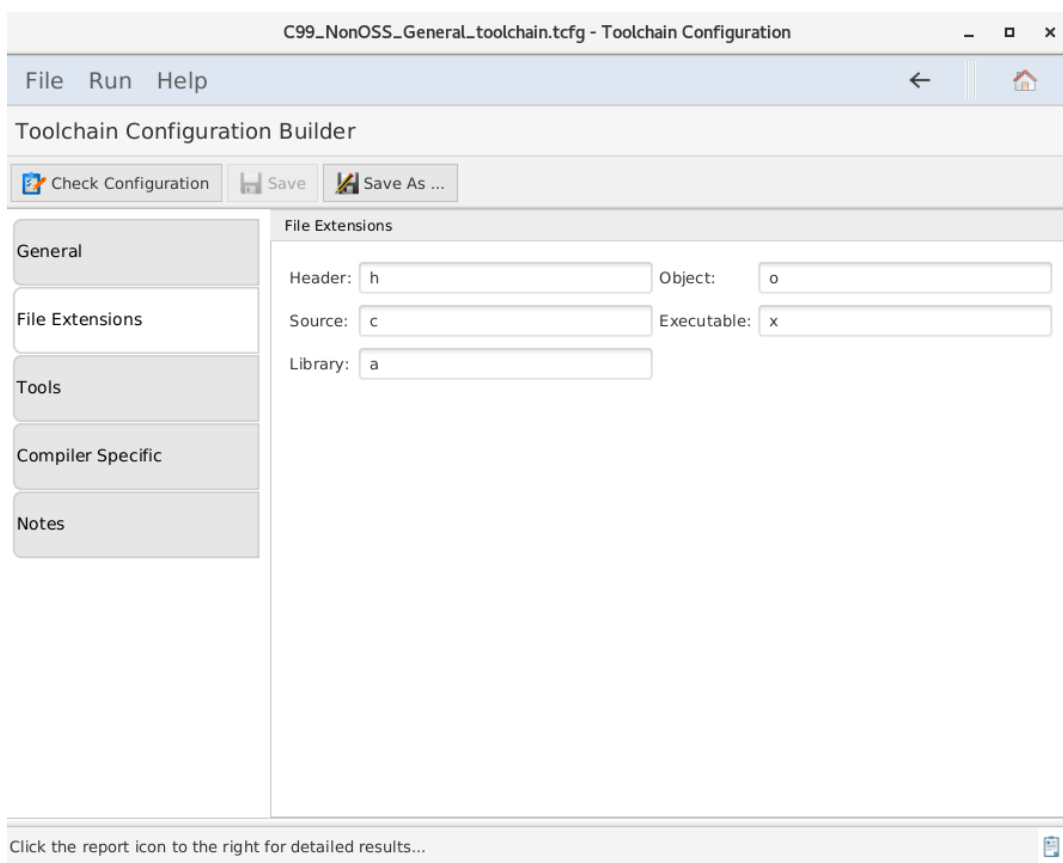 C99_NonOSS_General_toolchain.tcfg - Toolchain Configuration
File Run Help
Toolchain Configuration Builder
Check Configuration Save Save As ...
General
File Extensions
Tools
Compiler Specific
Notes
File Extensions
Header: h Object: o
Source: c Executable: x
Library: a
Click the report icon to the right for detailed results...